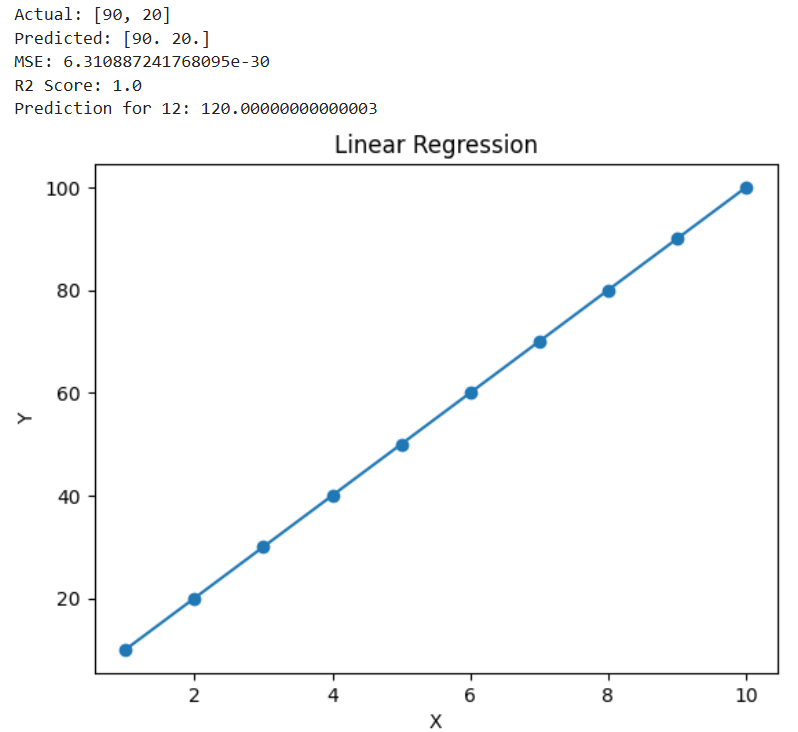 Actual: [90, 20]
Predicted: [90. 20.]
MSE: 6.310887241768095e-30
R2 Score: 1.0
Prediction for 12: 120.00000000000003
Linear Regression
100
80
60
40
20
Y
2 4 6 8 10
X